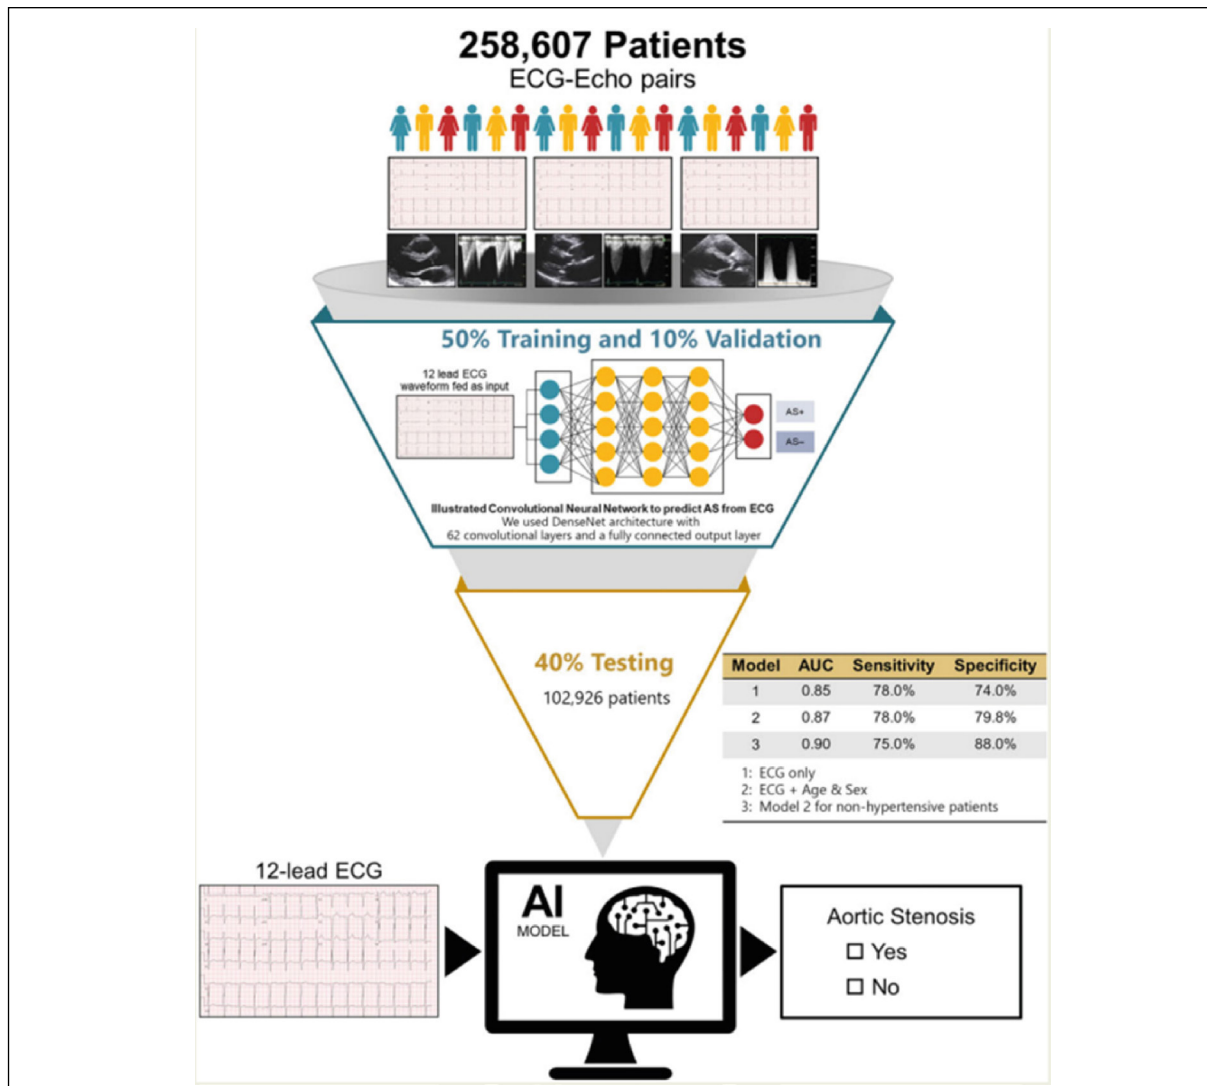 258,607 Patients
ECG-Echo pairs
50% Training and 10% Validation
12 lead ECG
waveform fed as input
AS+
AS–
Illustrated Convolutional Neural Network to predict AS from ECG
We used DenseNet architecture with
62 convolutional layers and a fully connected output layer
40% Testing
102,926 patients
Model AUC Sensitivity Specificity
1 0.85 78.0% 74.0%
2 0.87 78.0% 79.8%
3 0.90 75.0% 88.0%
1: ECG only
2: ECG + Age & Sex
3: Model 2 for non-hypertensive patients
12-lead ECG
AI
MODEL
Aortic Stenosis
Yes
No